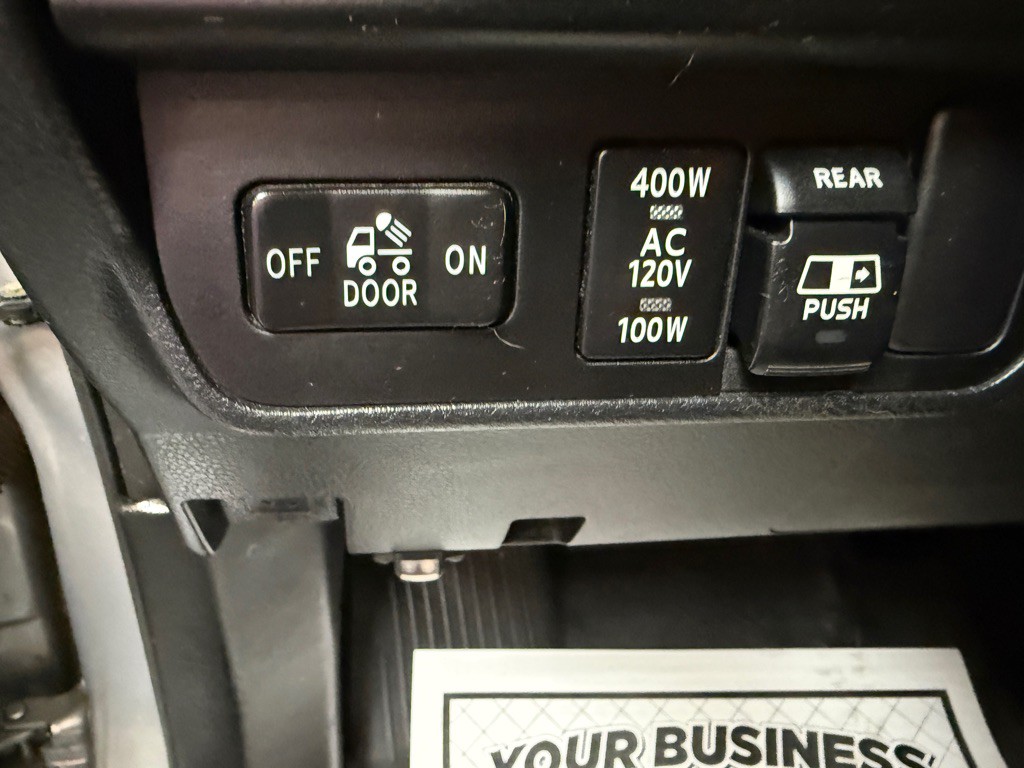 OFF
DOOR
ON
400W
AC
120V
100W
REAR
PUSH
YOUR BUSINESS